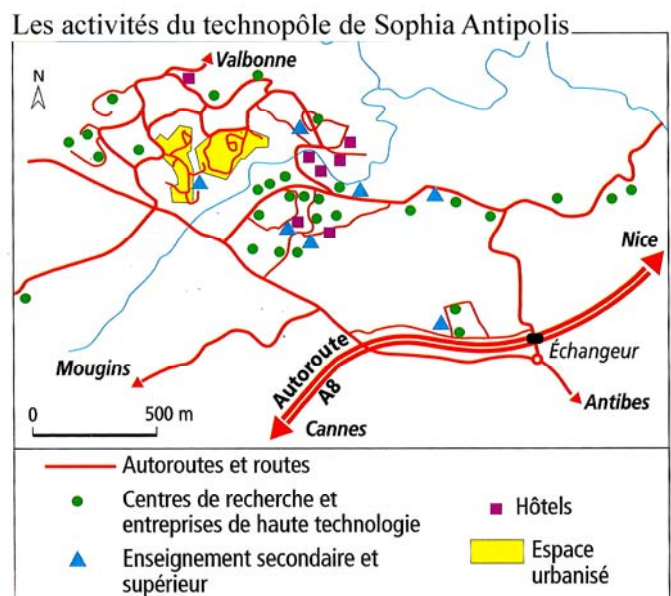 Les activités du technopôle de Sophia Antipolis
Valbonne
N
Nice
Autoroute
A8
Échangeur
Mougins
Antibes
0 500 m
Cannes
Autoroutes et routes
Centres de recherche et
entreprises de haute technologie
Hôtels
Enseignement secondaire et
supérieur
Espace
urbanisé